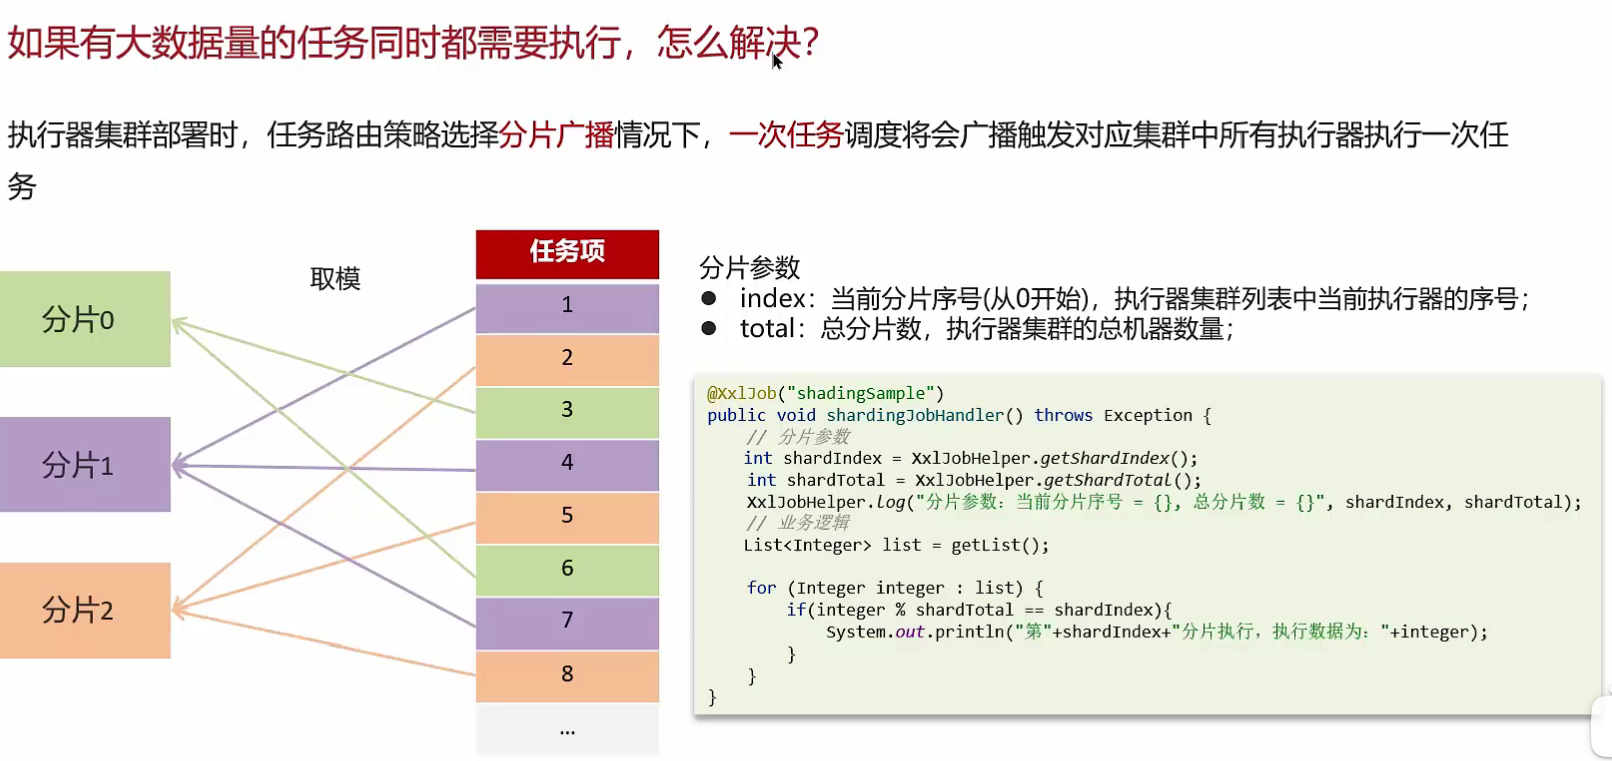 如果有大数据量的任务同时都需要执行，怎么解决？
执行器集群部署时，任务路由策略选择分片广播情况下，一次任务调度将会广播触发对应集群中所有执行器执行一次任
务
取模
分片0
分片1
分片2
任务项
1
2
3
4
5
6
7
8
...
分片参数
● index：当前分片序号(从0开始)，执行器集群列表中当前执行器的序号；
● total：总分片数，执行器集群的总机器数量；
@XxlJob("shadingSample")
public void shardingJobHandler() throws Exception {
// 分片参数
int shardIndex = XxlJobHelper.getShardIndex();
int shardTotal = XxlJobHelper.getShardTotal();
XxlJobHelper.log("分片参数：当前分片序号 = {}, 总分片数 = {}", shardIndex, shardTotal);
// 业务逻辑
List<Integer> list = getList();
for (Integer integer : list) {
if(integer % shardTotal == shardIndex){
System.out.println("第"+shardIndex+"分片执行，执行数据为："+integer);
}
}
}